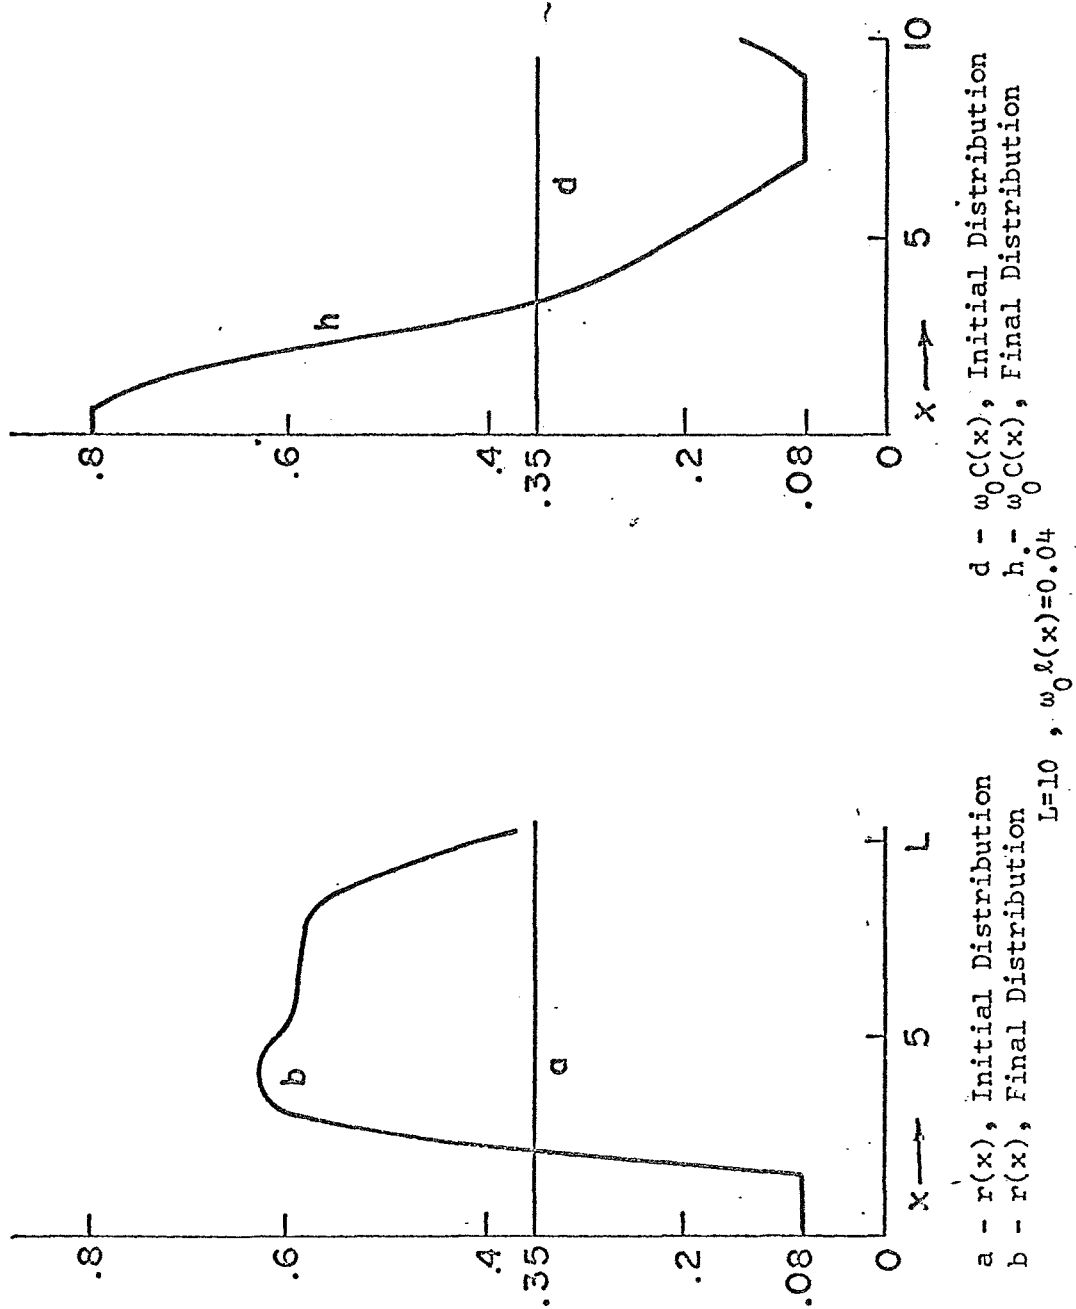 .8
.6
.4
.35
.2
.08
0
b
a
5
L
x
a - r(x), Initial Distribution
b - r(x), Final Distribution
.8
.6
.4
.35
.2
.08
0
h
d
5
10
x
d - ω₀C(x), Initial Distribution
h - ω₀C(x), Final Distribution
L=10 , ω₀ℓ(x)=0.04